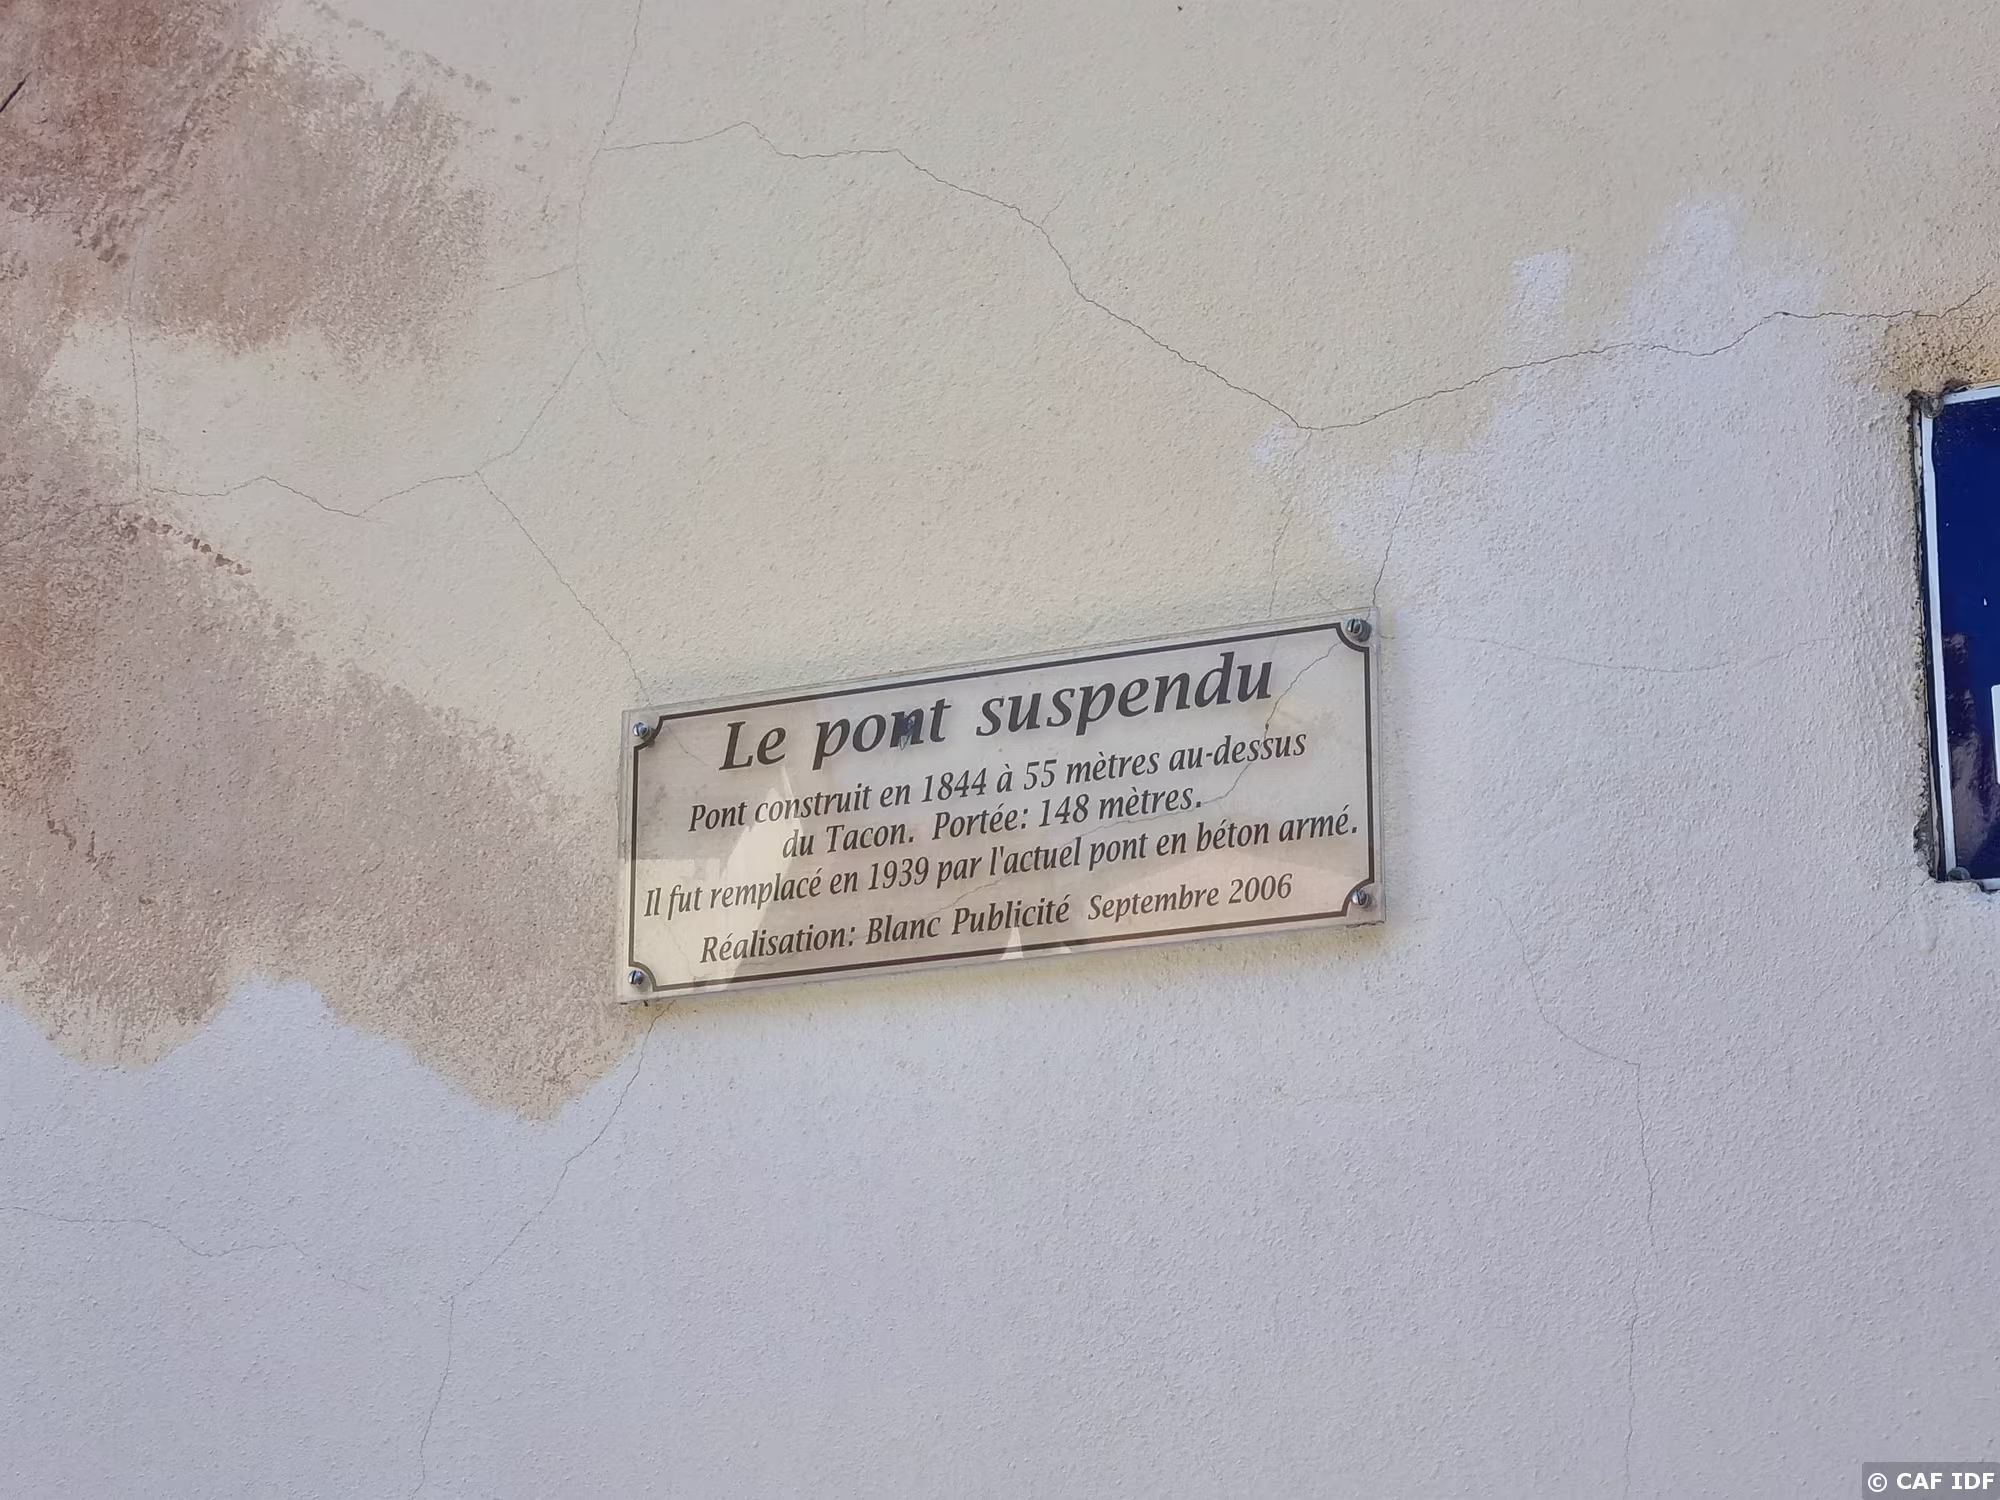 Le pont suspendu
Pont construit en 1844 à 55 mètres au-dessus
du Tacon. Portée: 148 mètres.
Il fut remplacé en 1939 par l'actuel pont en béton armé.
Réalisation: Blanc Publicité Septembre 2006
© CAF IDF